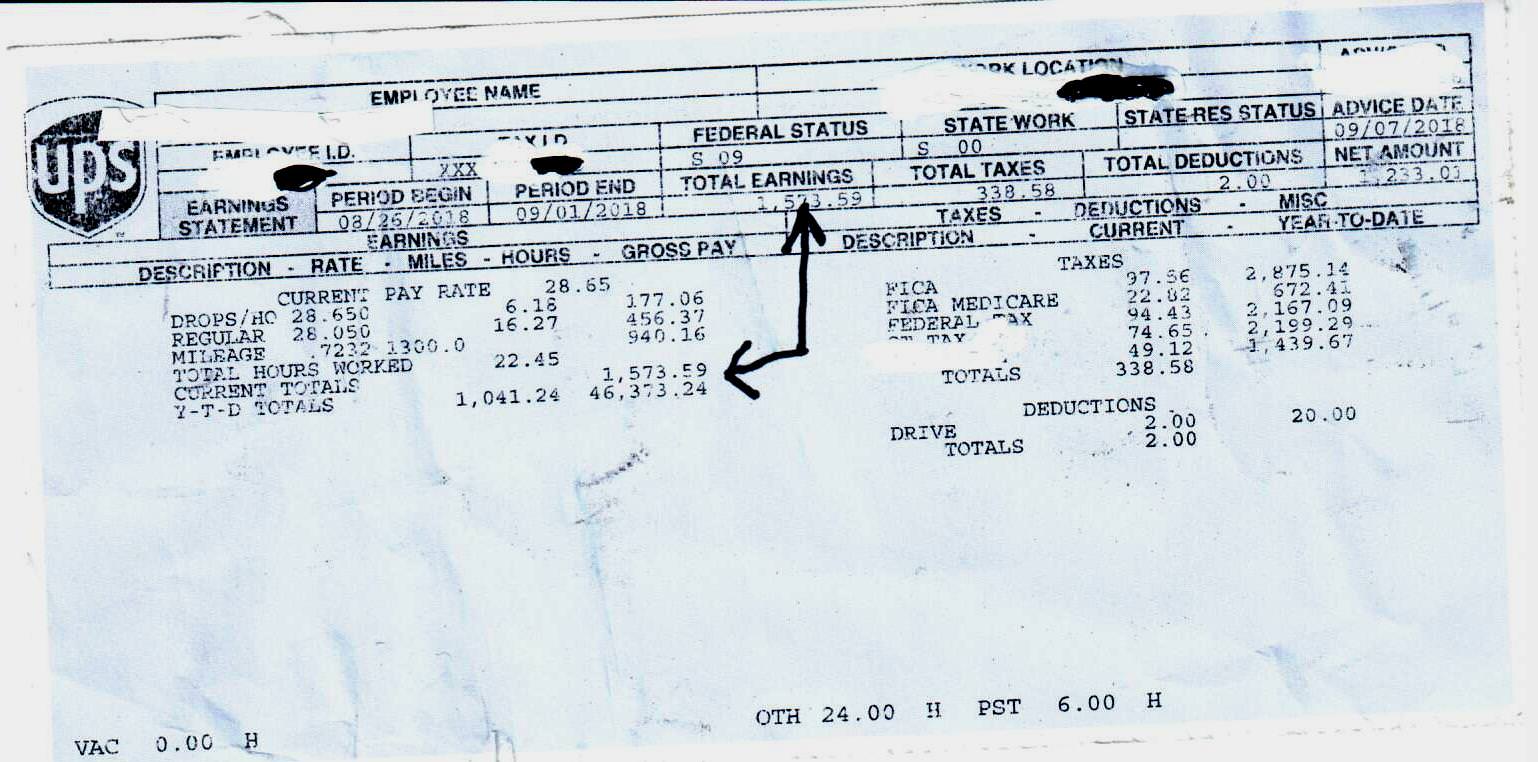 EMPLOYEE NAME
WORK LOCATION
ups
EMPLOYEE I.D.
TAX I.D.
FEDERAL STATUS
STATE WORK
STATE RES STATUS
ADVICE DATE
XXX
S 09
S 00
09/07/2018
EARNINGS STATEMENT
PERIOD BEGIN
PERIOD END
TOTAL EARNINGS
TOTAL TAXES
TOTAL DEDUCTIONS
NET AMOUNT
08/26/2018
09/01/2018
1,573.59
338.58
2.00
1,233.01
EARNINGS
TAXES - DEDUCTIONS - MISC
DESCRIPTION - RATE - MILES - HOURS - GROSS PAY
DESCRIPTION - CURRENT - YEAR-TO-DATE
CURRENT PAY RATE 28.65
DROPS/HO 28.650 6.18 177.06
REGULAR 28.050 16.27 456.37
MILEAGE .7232 1300.0 940.16
TOTAL HOURS WORKED 22.45
CURRENT TOTALS 1,573.59
Y-T-D TOTALS 1,041.24 46,373.24
TAXES
FICA 97.56 2,875.14
FICA MEDICARE 22.82 672.41
FEDERAL TAX 94.43 2,167.09
TAX 74.65 2,199.29
49.12 1,439.67
TOTALS 338.58
DEDUCTIONS
DRIVE 2.00 20.00
TOTALS 2.00
OTH 24.00 H PST 6.00 H
VAC 0.00 H